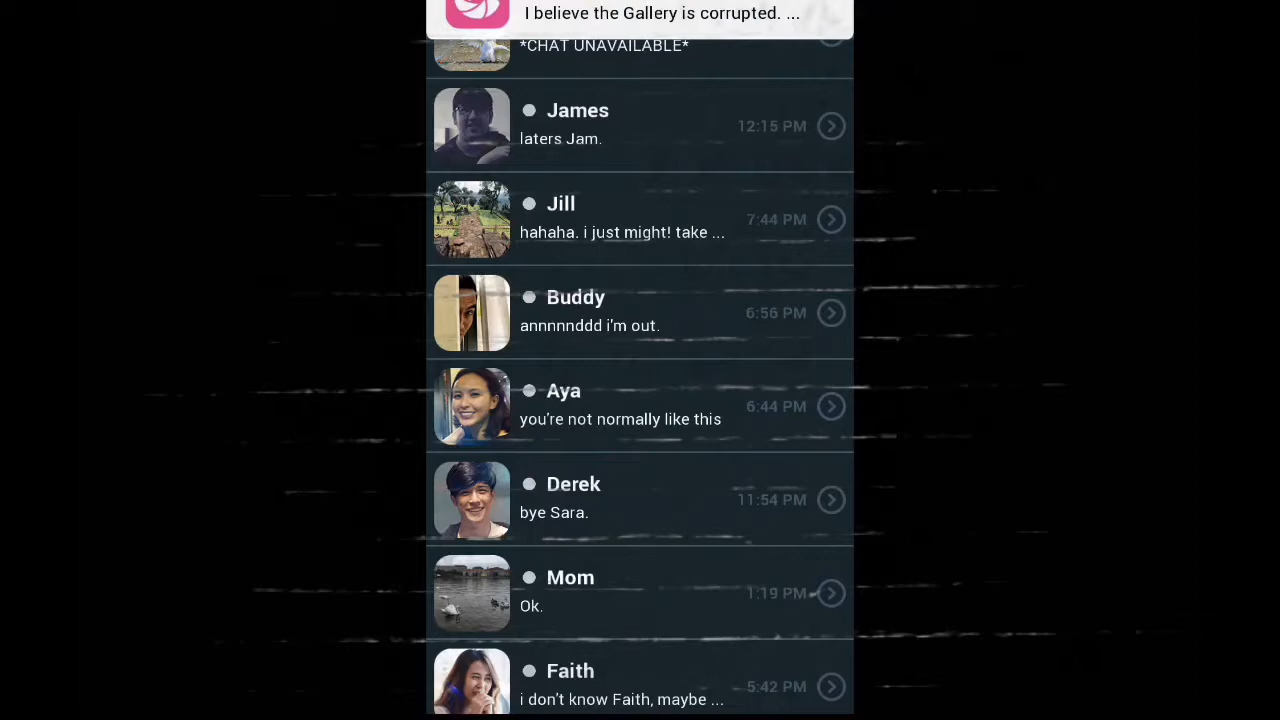 I believe the Gallery is corrupted. ...
*CHAT UNAVAILABLE*
James
laters Jam.
12:15 PM
Jill
hahaha. i just might! take ...
7:44 PM
Buddy
annnnnddd i'm out.
6:56 PM
Aya
you're not normally like this
6:44 PM
Derek
bye Sara.
11:54 PM
Mom
Ok.
1:19 PM
Faith
i don't know Faith, maybe ...
5:42 PM